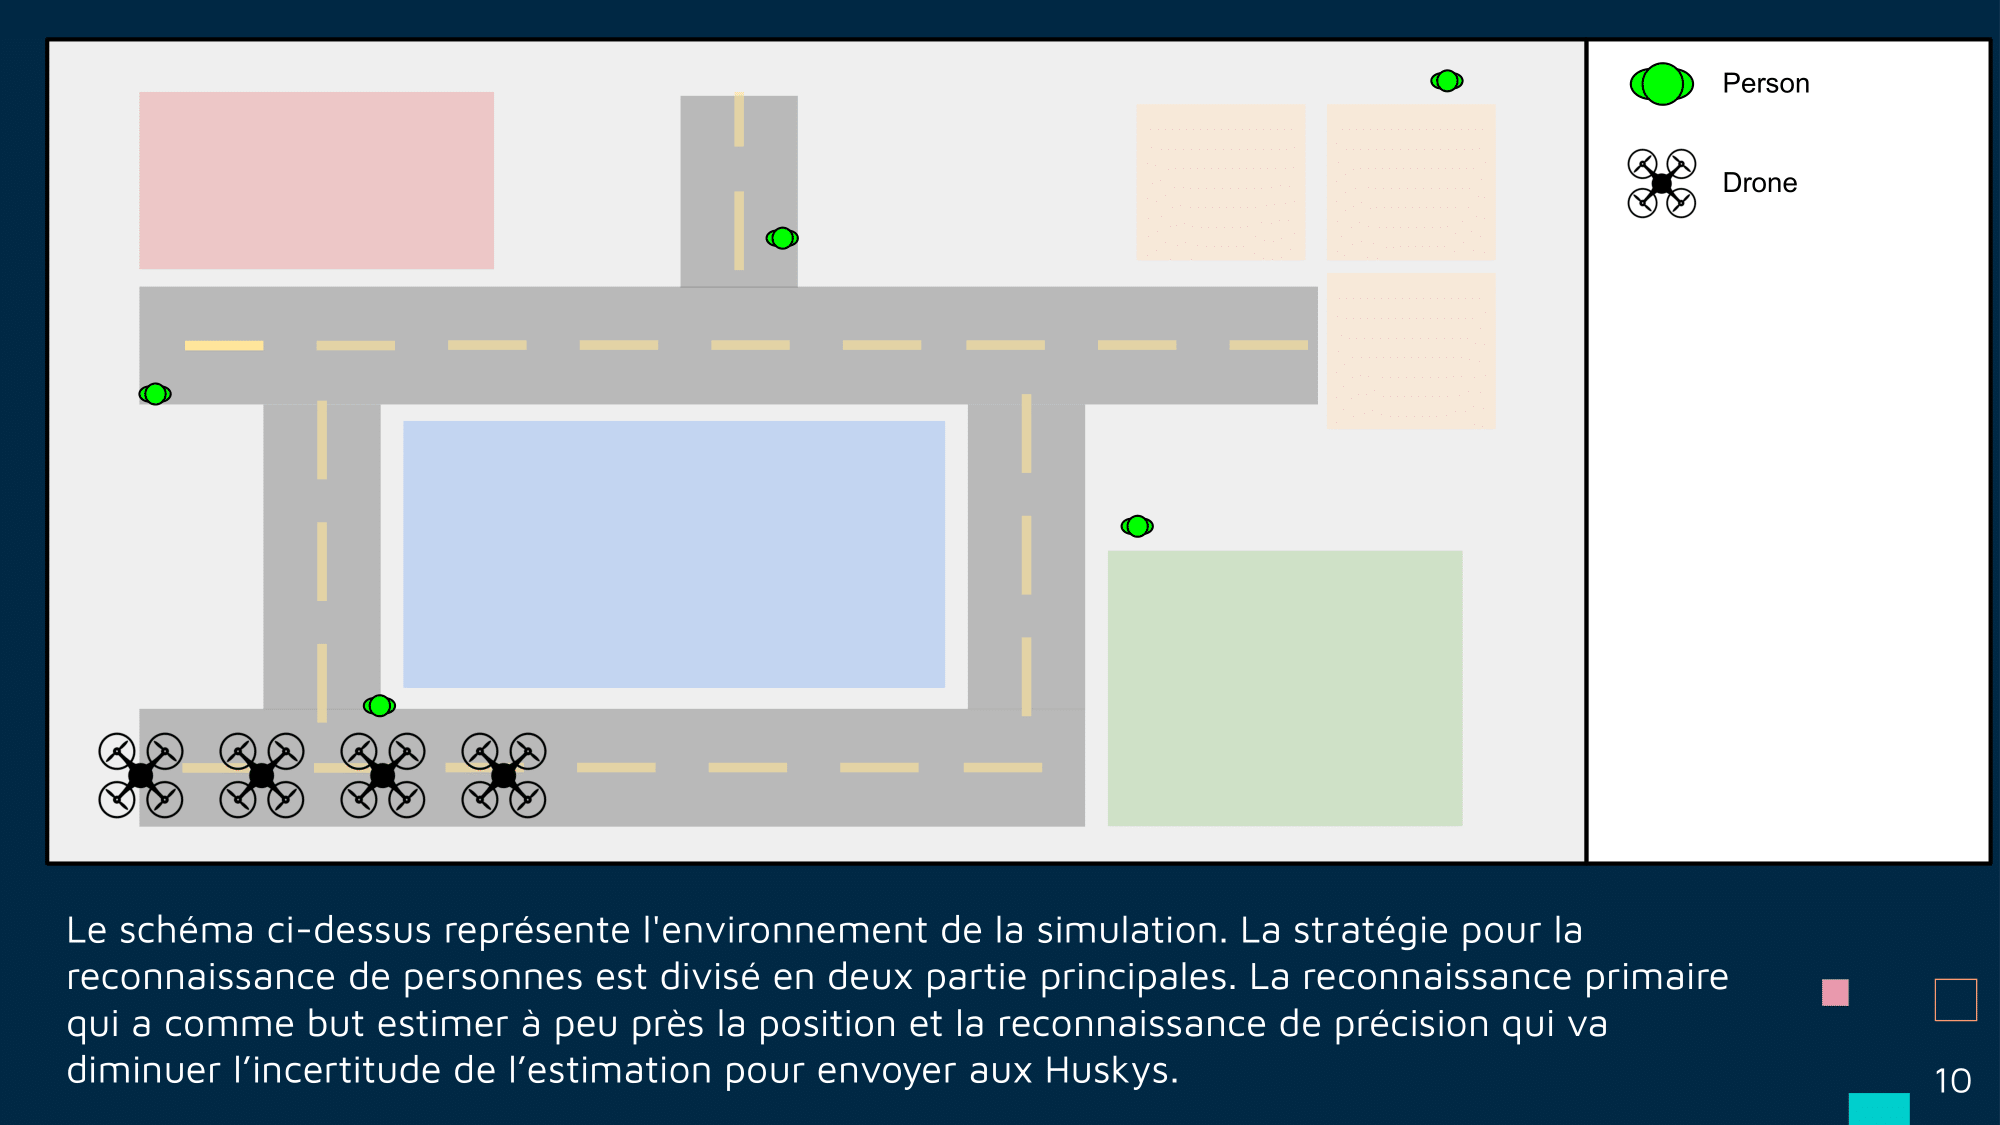 Person
Drone
Le schéma ci-dessus représente l'environnement de la simulation. La stratégie pour la
reconnaissance de personnes est divisé en deux partie principales. La reconnaissance primaire
qui a comme but estimer à peu près la position et la reconnaissance de précision qui va
diminuer l’incertitude de l’estimation pour envoyer aux Huskys.
10